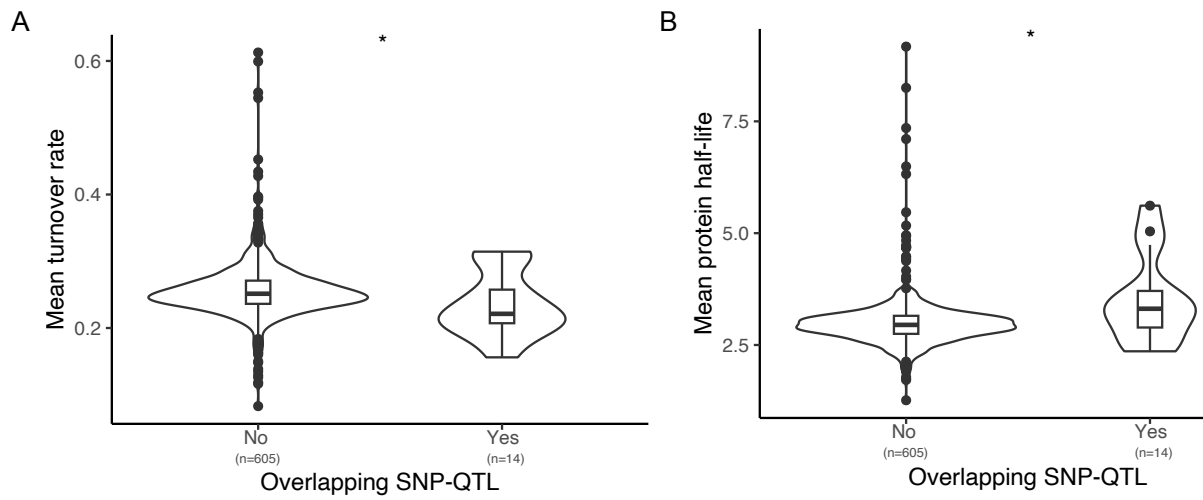 A
*
0.6
0.4
0.2
Mean turnover rate
No
Yes
(n=605)
(n=14)
Overlapping SNP-QTL
B
*
7.5
5.0
2.5
Mean protein half-life
No
Yes
(n=605)
(n=14)
Overlapping SNP-QTL